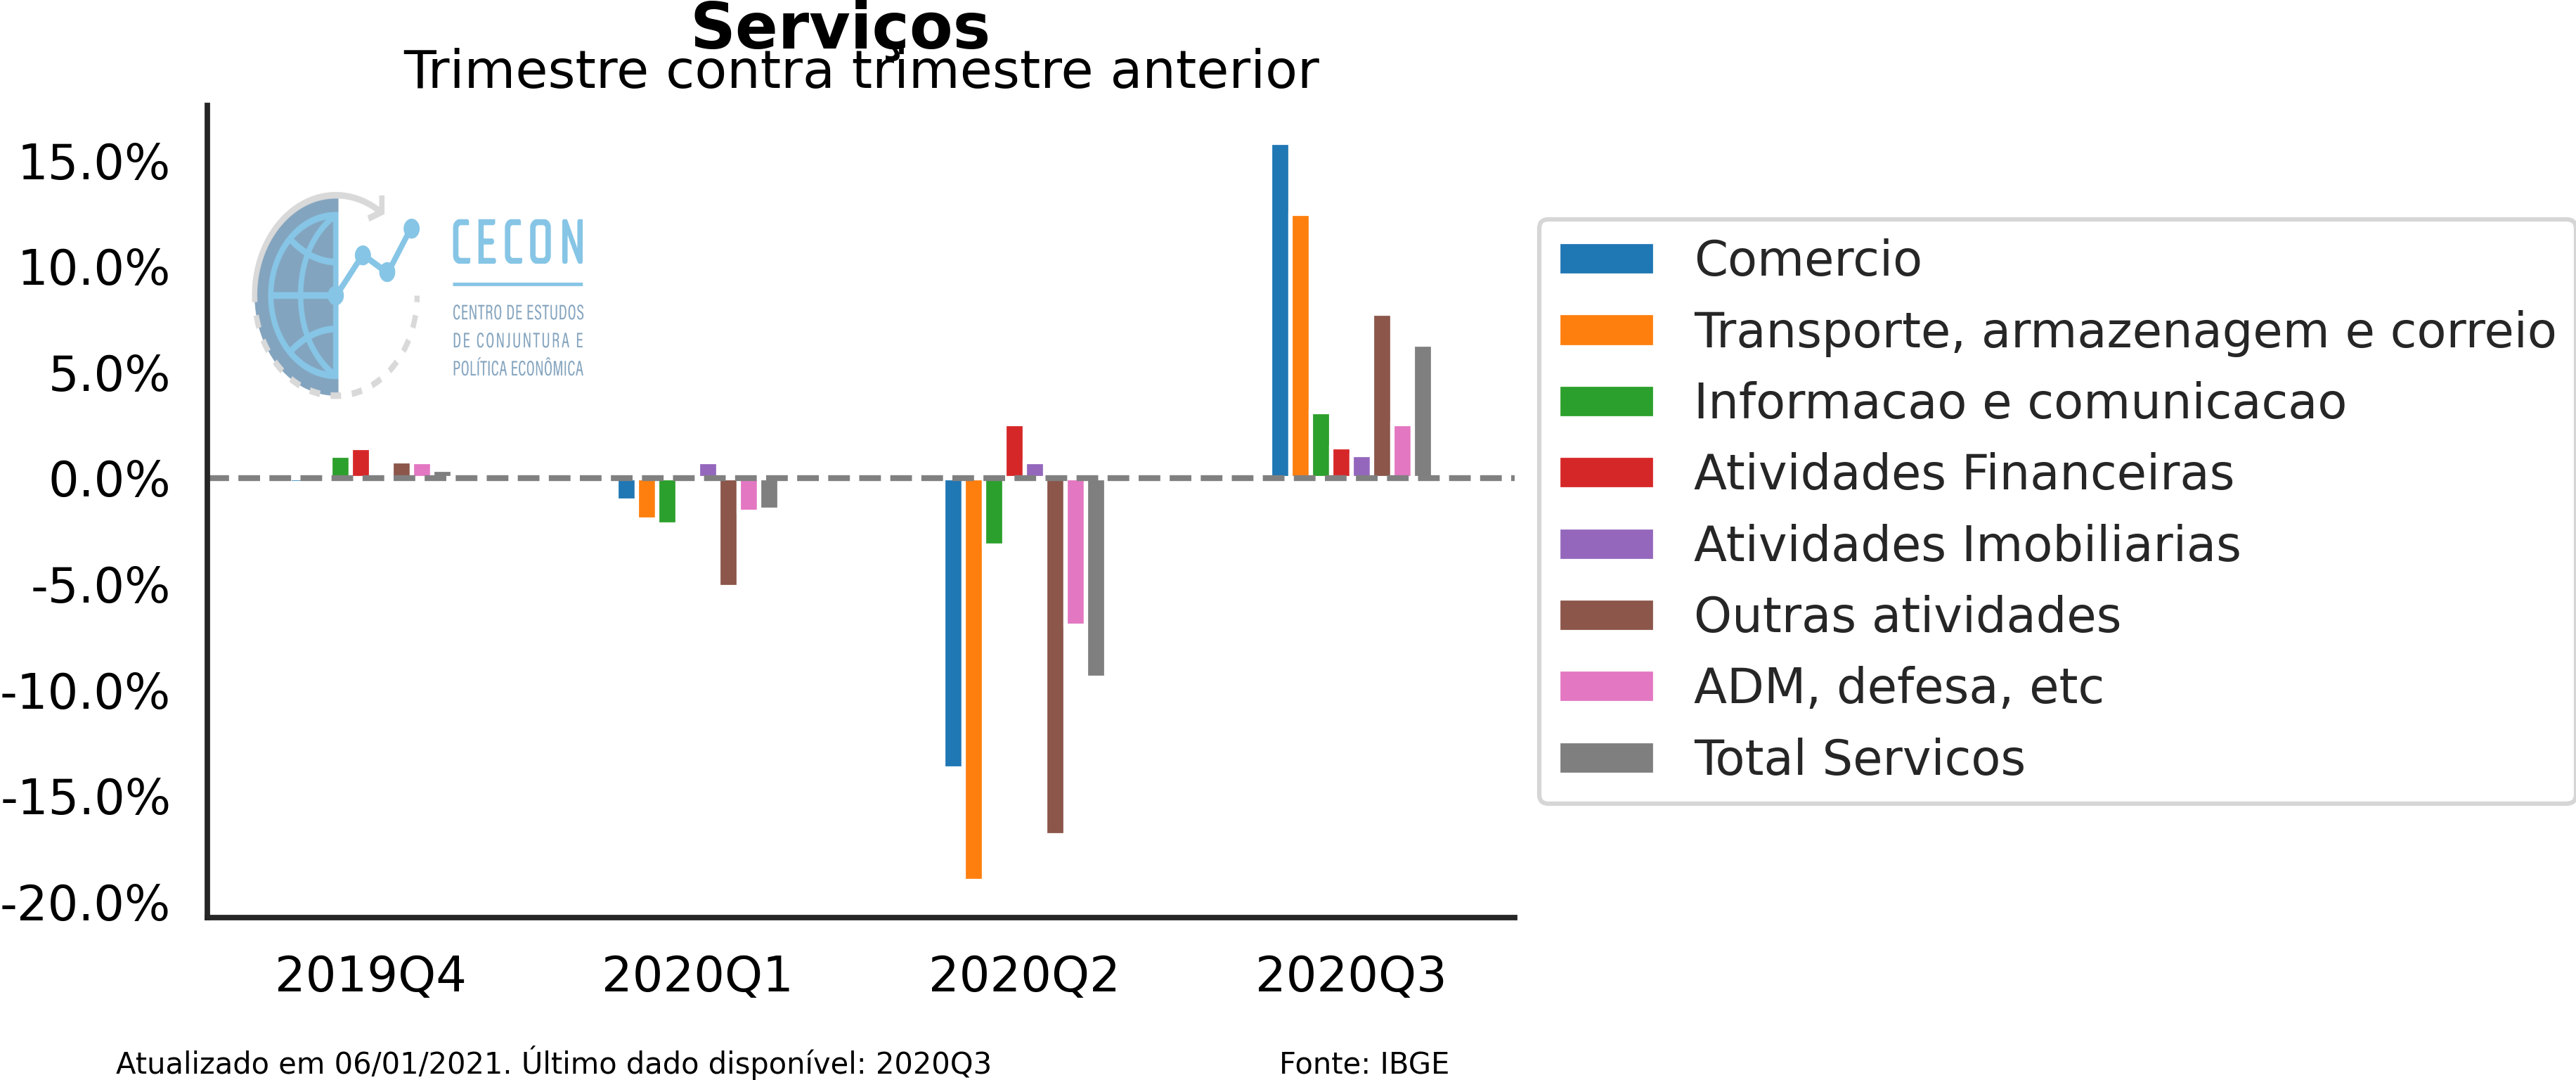 Serviços
Trimestre contra trimestre anterior
15.0%
10.0%
5.0%
0.0%
-5.0%
-10.0%
-15.0%
-20.0%
CECON
CENTRO DE ESTUDOS
DE CONJUNTURA E
POLÍTICA ECONÔMICA
2019Q4
2020Q1
2020Q2
2020Q3
Comercio
Transporte, armazenagem e correio
Informacao e comunicacao
Atividades Financeiras
Atividades Imobiliarias
Outras atividades
ADM, defesa, etc
Total Servicos
Atualizado em 06/01/2021. Último dado disponível: 2020Q3
Fonte: IBGE